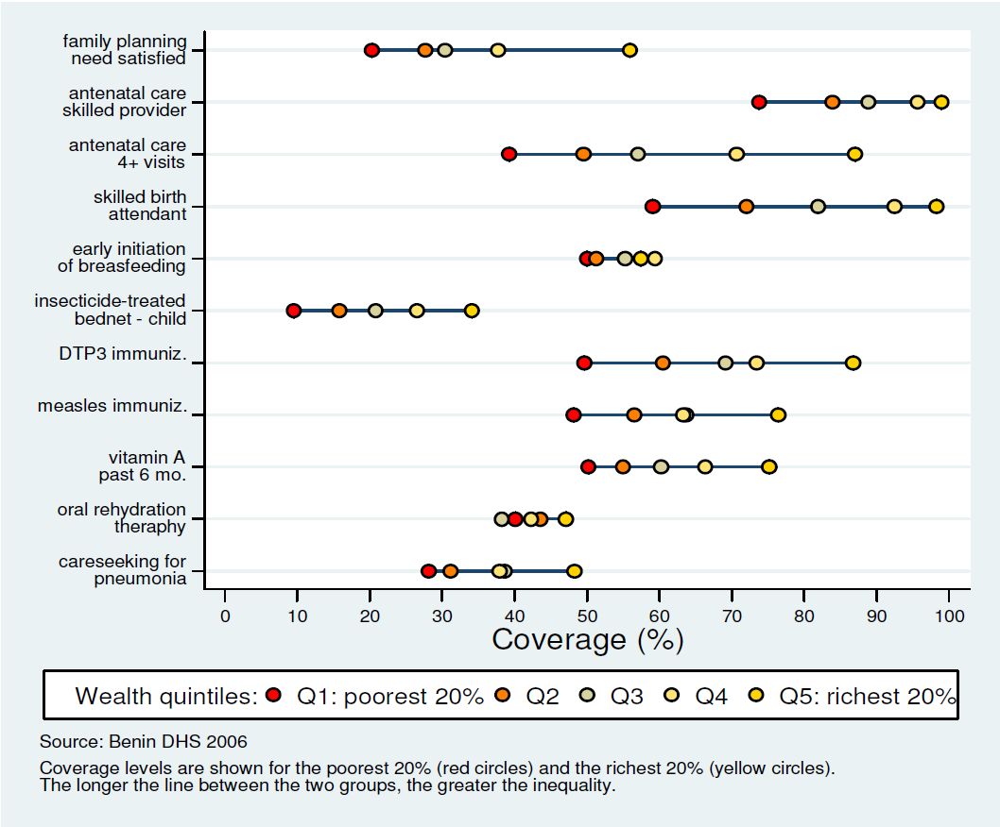 family planning
need satisfied
antenatal care
skilled provider
antenatal care
4+ visits
skilled birth
attendant
early initiation
of breasfeeding
insecticide-treated
bednet - child
DTP3 immuniz.
measles immuniz.
vitamin A
past 6 mo.
oral rehydration
theraphy
careseeking for
pneumonia
0 10 20 30 40 50 60 70 80 90 100
Coverage (%)
Wealth quintiles: Q1: poorest 20% Q2 Q3 Q4 Q5: richest 20%
Source: Benin DHS 2006
Coverage levels are shown for the poorest 20% (red circles) and the richest 20% (yellow circles).
The longer the line between the two groups, the greater the inequality.